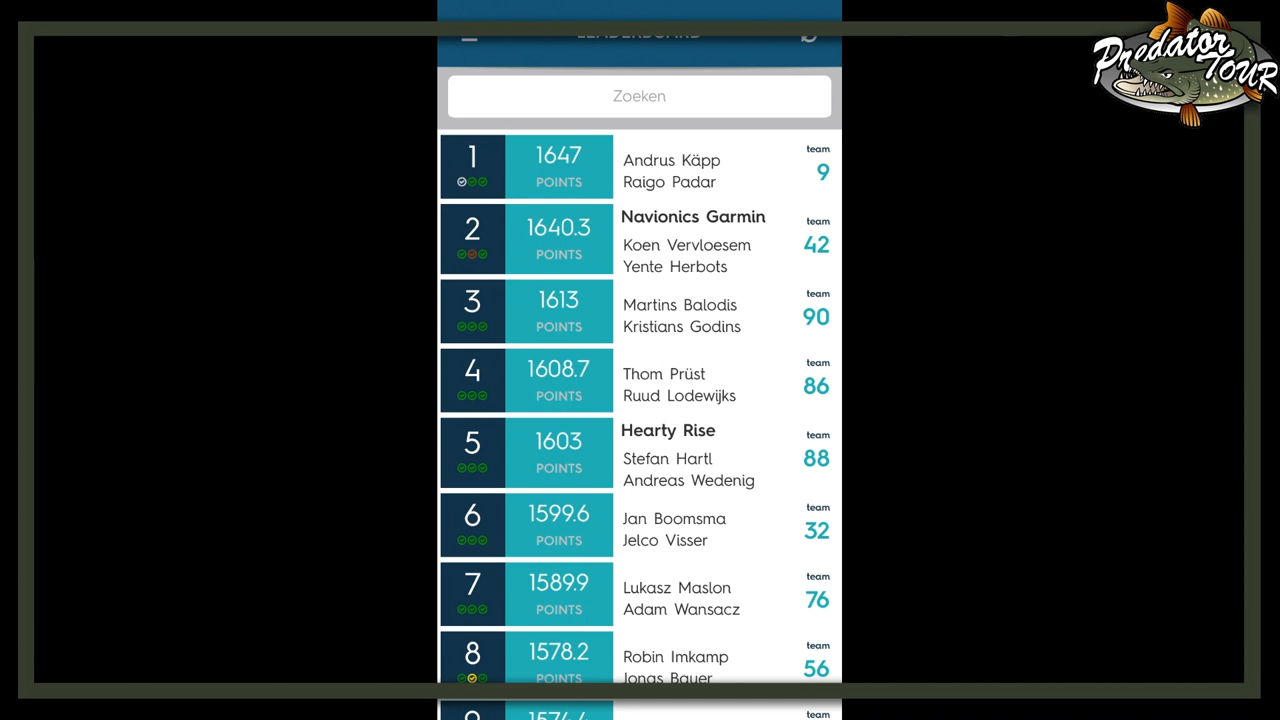 LEADERBOARD
Predator
TOUR
Zoeken
1
1647
POINTS
Andrus Käpp
Raigo Padar
team
9
2
1640.3
POINTS
Navionics Garmin
Koen Vervloesem
Yente Herbots
team
42
3
1613
POINTS
Martins Balodis
Kristians Godins
team
90
4
1608.7
POINTS
Thom Prüst
Ruud Lodewijks
team
86
5
1603
POINTS
Hearty Rise
Stefan Hartl
Andreas Wedenig
team
88
6
1599.6
POINTS
Jan Boomsma
Jelco Visser
team
32
7
1589.9
POINTS
Lukasz Maslon
Adam Wansacz
team
76
8
1578.2
POINTS
Robin Imkamp
Jonas Bauer
team
56
team